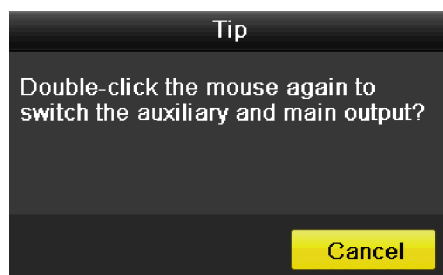 Tip
Double-click the mouse again to
switch the auxiliary and main output?
Cancel